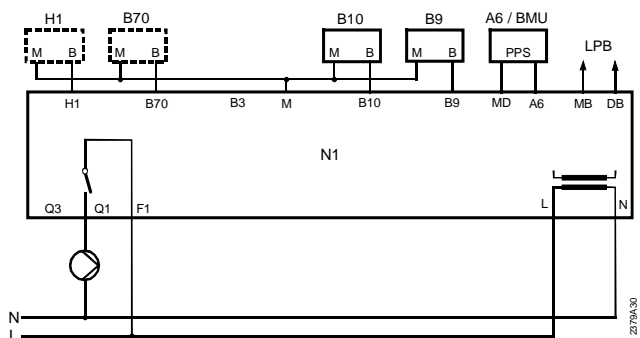 H1 B70 B10 B9 A6 / BMU
LPB
M B M B M B M B PPS
H1 B70 B3 M B10 B9 MD A6 MB DB
N1
Q3 Q1 F1 L N
N
L
2379A30